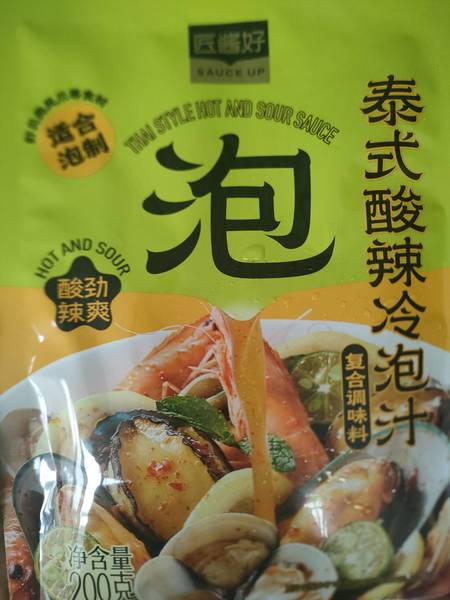 匠酱好
SAUCE UP
THAI STYLE HOT AND SOUR SAUCE
适合
泡制
泡
泰式酸辣冷泡汁
复合调味料
HOT AND SOUR
酸劲
辣爽
净含量
200克